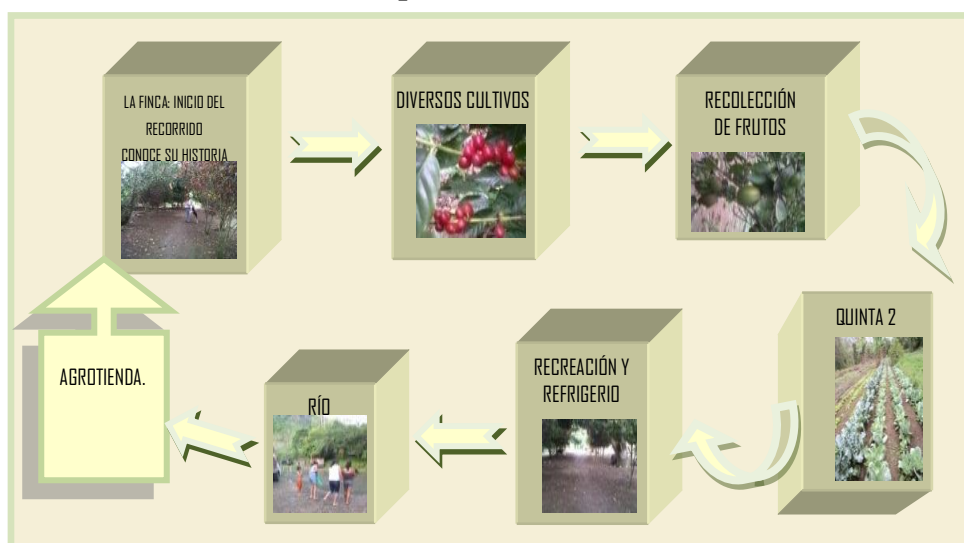 LA FINCA: INICIO DEL
RECORRIDO
CONOCE SU HISTORIA
DIVERSOS CULTIVOS
RECOLECCIÓN
DE FRUTOS
QUINTA 2
RECREACIÓN Y
REFRIGERIO
RÍO
AGROTIENDA.